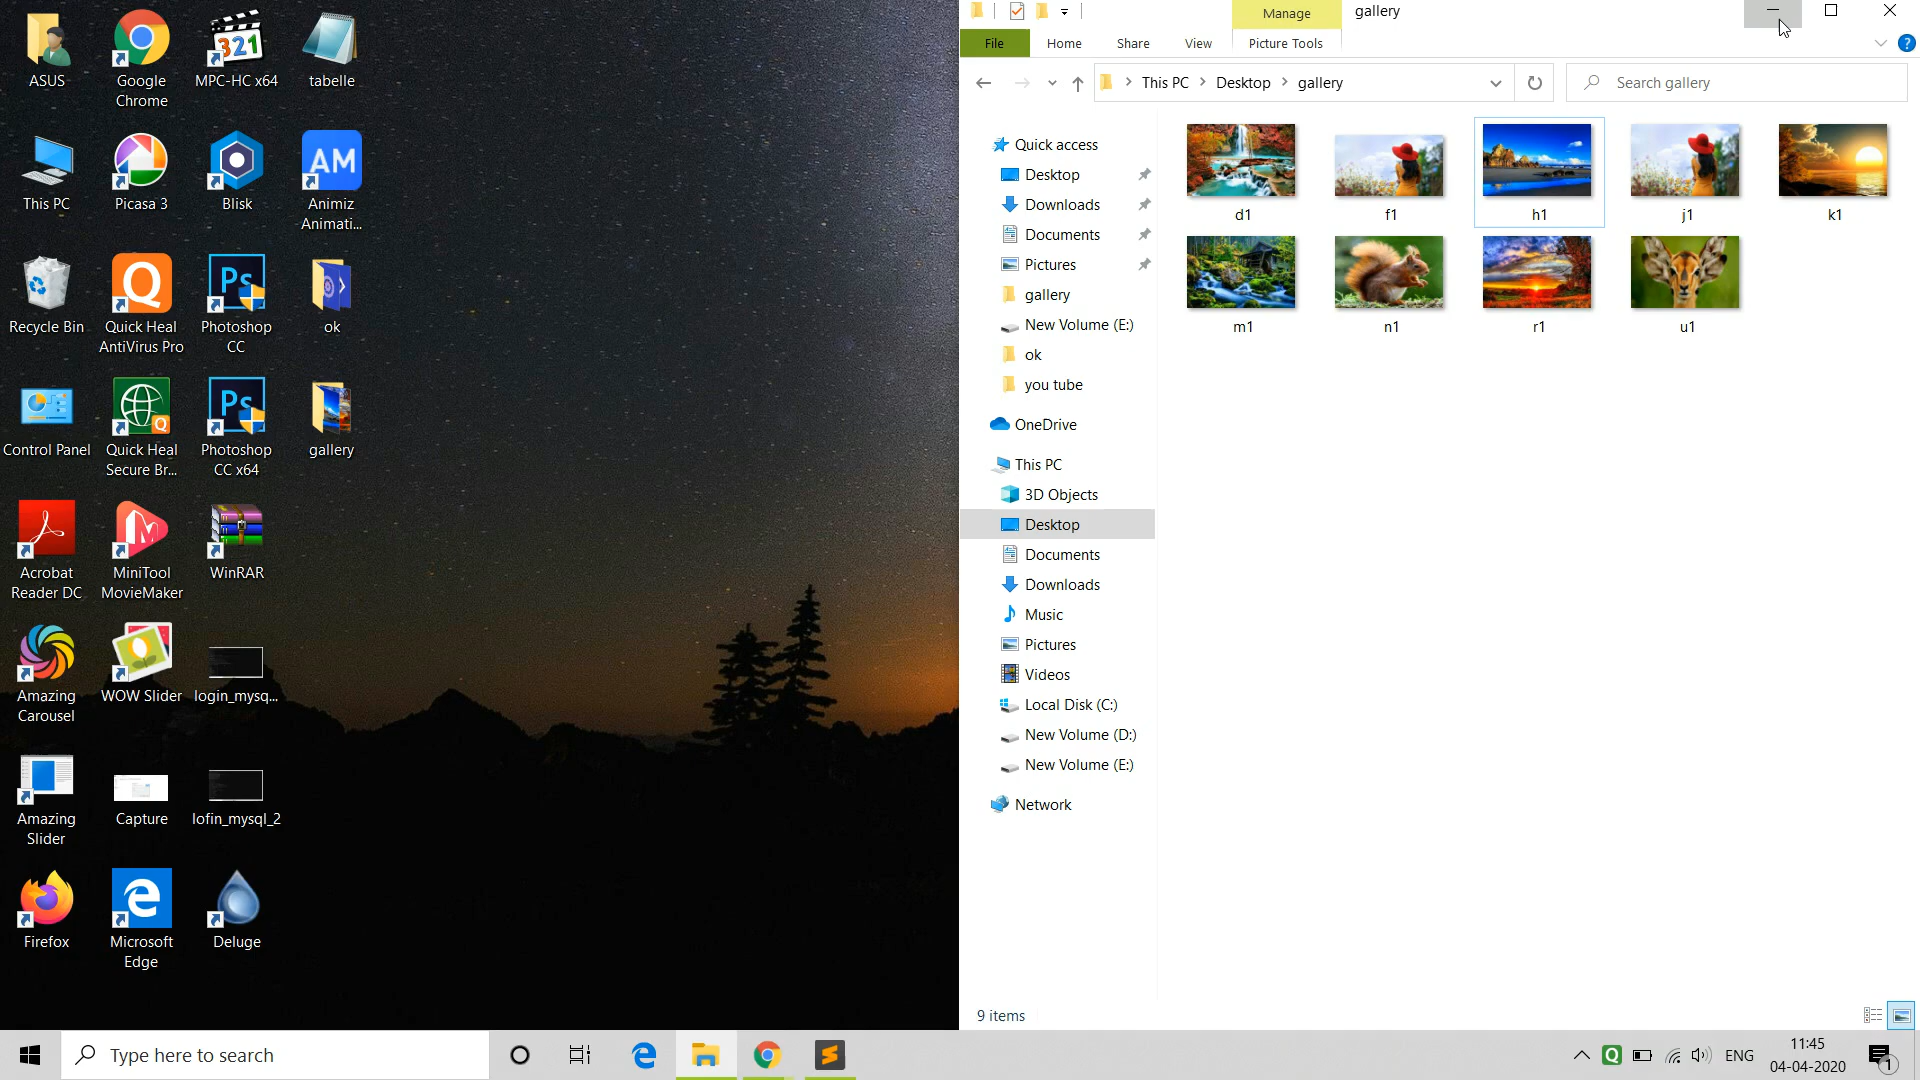 ASUS
Google
Chrome
MPC-HC x64
321
tabelle
This PC
Picasa 3
Blisk
AM
Animiz
Animati...
Recycle Bin
Quick Heal
AntiVirus Pro
Ps
Photoshop
CC
ok
Control Panel
Quick Heal
Secure Br...
Ps
Photoshop
CC x64
gallery
Acrobat
Reader DC
MiniTool
MovieMaker
WinRAR
Amazing
Carousel
WOW Slider
login_mysq...
Amazing
Slider
Capture
lofin_mysql_2
Firefox
Microsoft
Edge
Deluge
Manage
gallery
File
Home
Share
View
Picture Tools
This PC
Desktop
gallery
Search gallery
Quick access
Desktop
Downloads
Documents
Pictures
gallery
New Volume (E:)
ok
you tube
OneDrive
This PC
3D Objects
Desktop
Documents
Downloads
Music
Pictures
Videos
Local Disk (C:)
New Volume (D:)
New Volume (E:)
Network
d1
f1
h1
j1
k1
m1
n1
r1
u1
9 items
Type here to search
ENG
11:45
04-04-2020
1